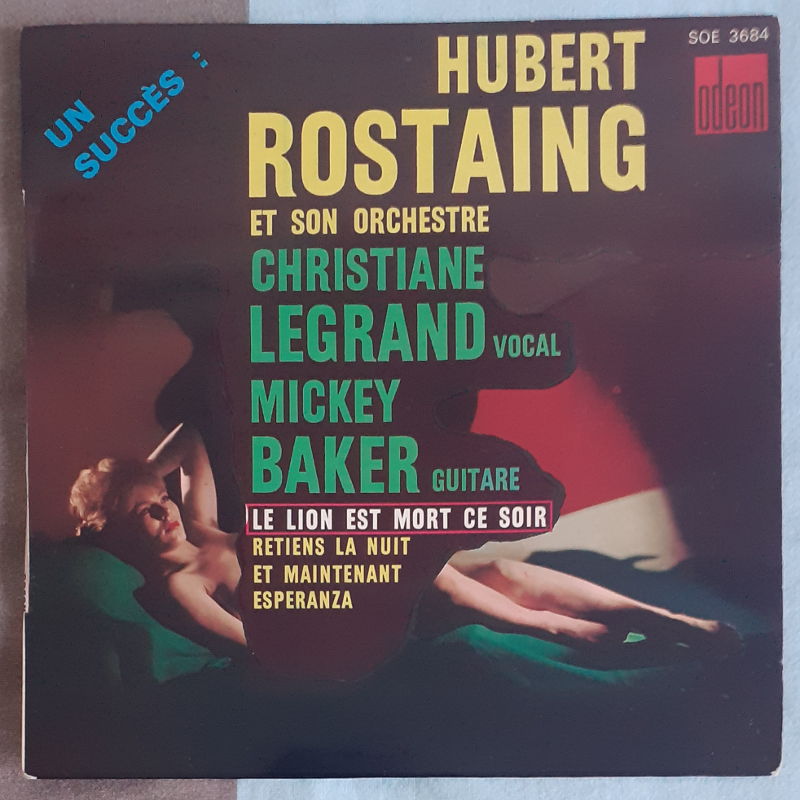 UN
SUCCÈS :
HUBERT
ROSTAING
ET SON ORCHESTRE
SOE 3684
odeon
CHRISTIANE
LEGRAND VOCAL
MICKEY
BAKER GUITARE
LE LION EST MORT CE SOIR
RETIENS LA NUIT
ET MAINTENANT
ESPERANZA